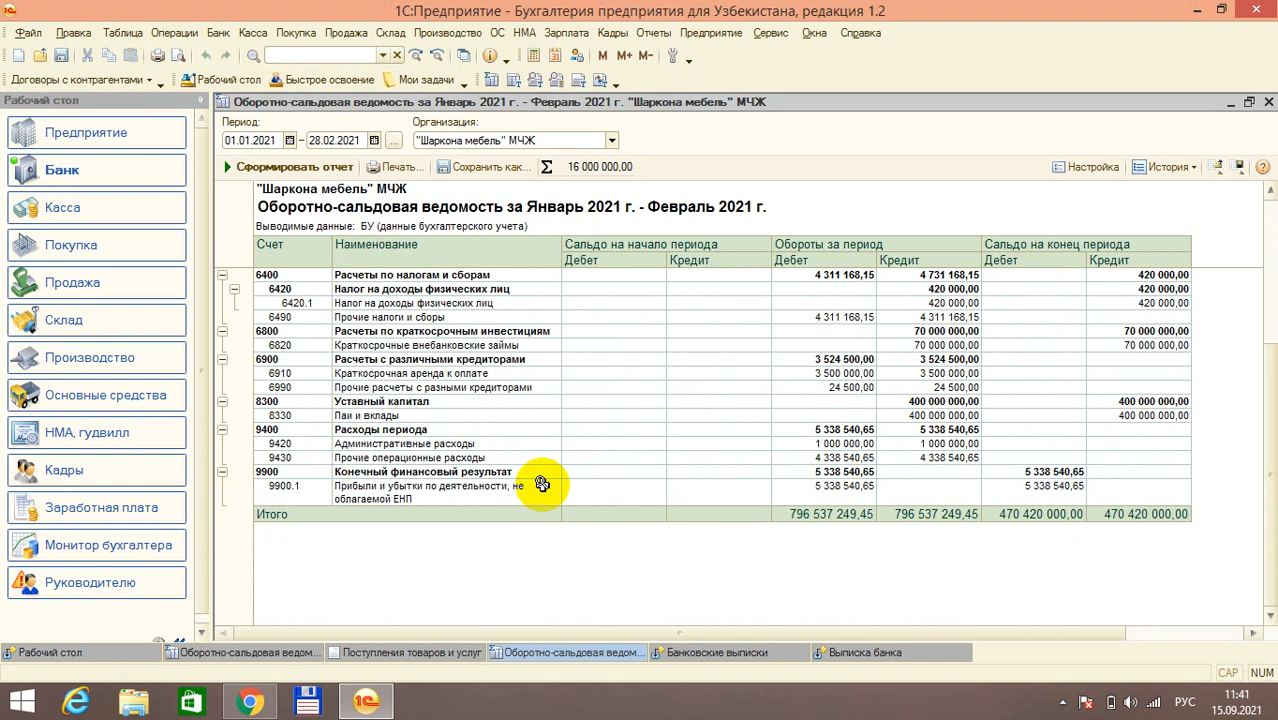 1С:Предприятие - Бухгалтерия предприятия для Узбекистана, редакция 1.2
Файл Правка Таблица Операции Банк Касса Покупка Продажа Склад Производство ОС НМА Зарплата Кадры Отчеты Предприятие Сервис Окна Справка
M M+ M-
Договоры с контрагентами Рабочий стол Быстрое освоение Мои задачи
Рабочий стол
Оборотно-сальдовая ведомость за Январь 2021 г. - Февраль 2021 г. "Шаркона мебель" МЧЖ
Период: Организация:
01.01.2021 – 28.02.2021 ... "Шаркона мебель" МЧЖ
Сформировать отчет Печать... Сохранить как... Σ 16 000 000,00 Настройка История
Предприятие
Банк
Касса
Покупка
Продажа
Склад
Производство
Основные средства
НМА, гудвилл
Кадры
Заработная плата
Монитор бухгалтера
Руководителю
"Шаркона мебель" МЧЖ
Оборотно-сальдовая ведомость за Январь 2021 г. - Февраль 2021 г.
Выводимые данные: БУ (данные бухгалтерского учета)
Счет Наименование Сальдо на начало периода Обороты за период Сальдо на конец периода
Дебет Кредит Дебет Кредит Дебет Кредит
6400 Расчеты по налогам и сборам 4 311 168,15 4 731 168,15 420 000,00
6420 Налог на доходы физических лиц 420 000,00 420 000,00
6420.1 Налог на доходы физических лиц 420 000,00 420 000,00
6490 Прочие налоги и сборы 4 311 168,15 4 311 168,15
6800 Расчеты по краткосрочным инвестициям 70 000 000,00 70 000 000,00
6820 Краткосрочные внебанковские займы 70 000 000,00 70 000 000,00
6900 Расчеты с различными кредиторами 3 524 500,00 3 524 500,00
6910 Краткосрочная аренда к оплате 3 500 000,00 3 500 000,00
6990 Прочие расчеты с разными кредиторами 24 500,00 24 500,00
8300 Уставный капитал 400 000 000,00 400 000 000,00
8330 Паи и вклады 400 000 000,00 400 000 000,00
9400 Расходы периода 5 338 540,65 5 338 540,65
9420 Административные расходы 1 000 000,00 1 000 000,00
9430 Прочие операционные расходы 4 338 540,65 4 338 540,65
9900 Конечный финансовый результат 5 338 540,65 5 338 540,65
9900.1 Прибыли и убытки по деятельности, не 5 338 540,65 5 338 540,65
облагаемой ЕНП
Итого 796 537 249,45 796 537 249,45 470 420 000,00 470 420 000,00
Рабочий стол Оборотно-сальдовая ведом... Поступления товаров и услуг Оборотно-сальдовая ведом... Банковские выписки Выписка банка
CAP NUM
РУС 11:41
15.09.2021